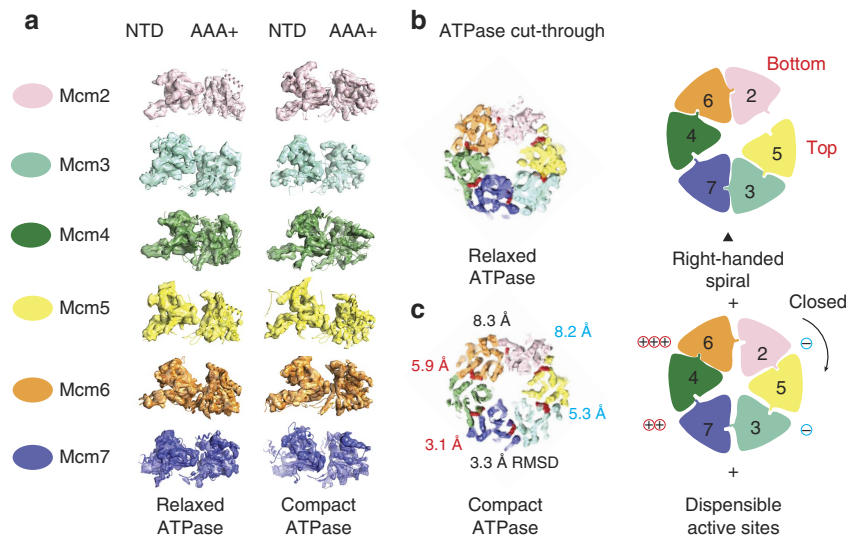 a
NTD AAA+ NTD AAA+
Mcm2
Mcm3
Mcm4
Mcm5
Mcm6
Mcm7
Relaxed
ATPase
Compact
ATPase
b
ATPase cut-through
Relaxed
ATPase
Bottom
Top
6
2
4
5
7
3
Right-handed
spiral
+
c
8.3 Å
8.2 Å
5.9 Å
5.3 Å
3.1 Å
3.3 Å RMSD
Compact
ATPase
Closed
+++
6
2
−
4
5
++
7
3
−
+
Dispensible
active sites